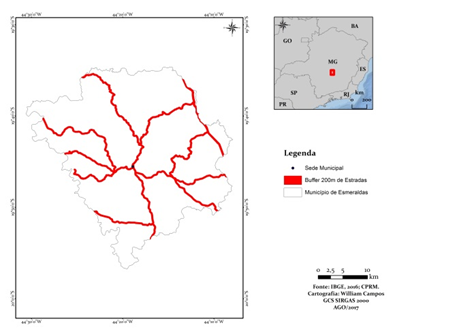 BA
GO
MG
ES
SP
RJ
PR
km
Legenda
Sede Municipal
Buffer 200m de Estradas
Município de Esmeraldas
0 2,5 5 10
km
Fonte: IBGE, 2016; CPRM.
Cartografia: William Campos
GCS SIRGAS 2000
AGO/2017